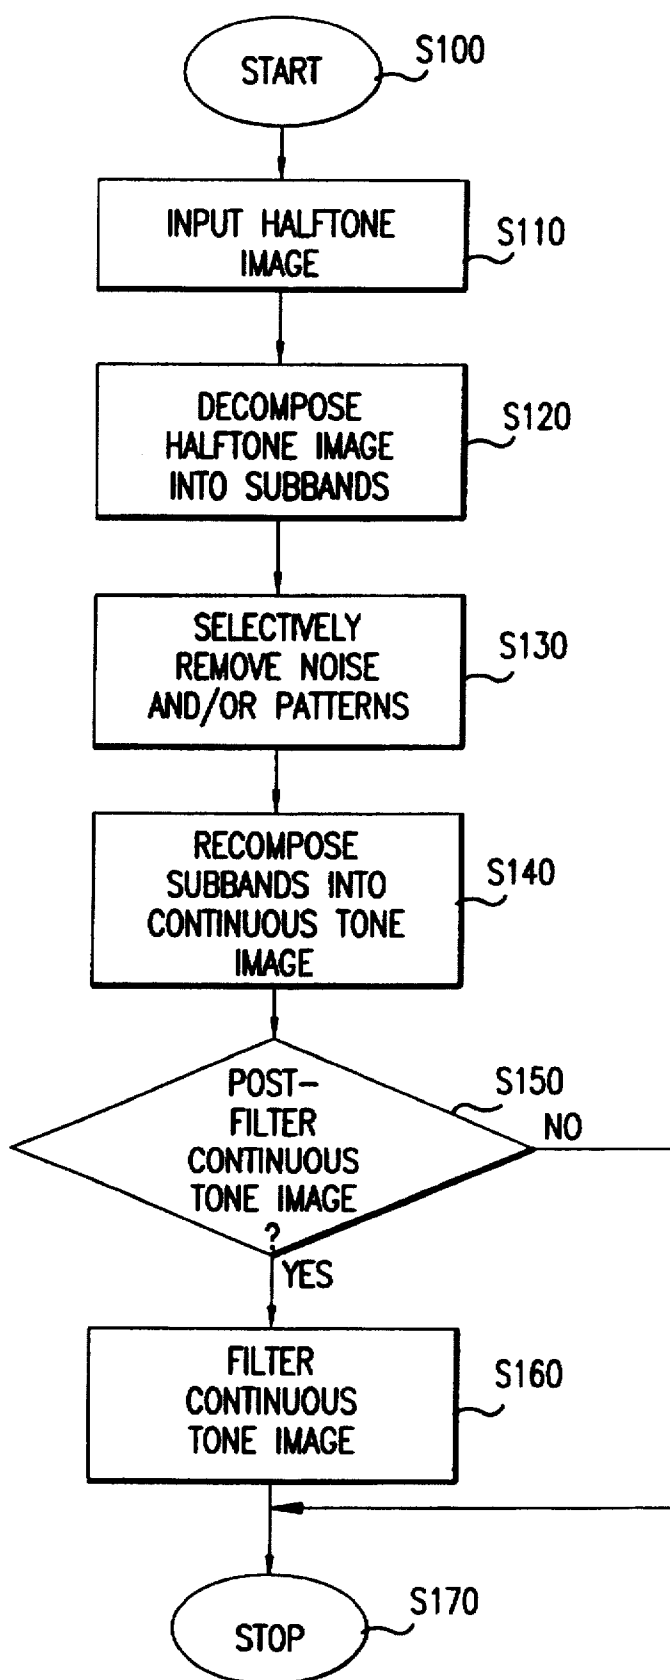 START
S100
INPUT HALFTONE
IMAGE
S110
DECOMPOSE
HALFTONE IMAGE
INTO SUBBANDS
S120
SELECTIVELY
REMOVE NOISE
AND/OR PATTERNS
S130
RECOMPOSE
SUBBANDS INTO
CONTINUOUS TONE
IMAGE
S140
POST-
FILTER
CONTINUOUS
TONE IMAGE
?
S150
NO
YES
FILTER
CONTINUOUS
TONE IMAGE
S160
STOP
S170